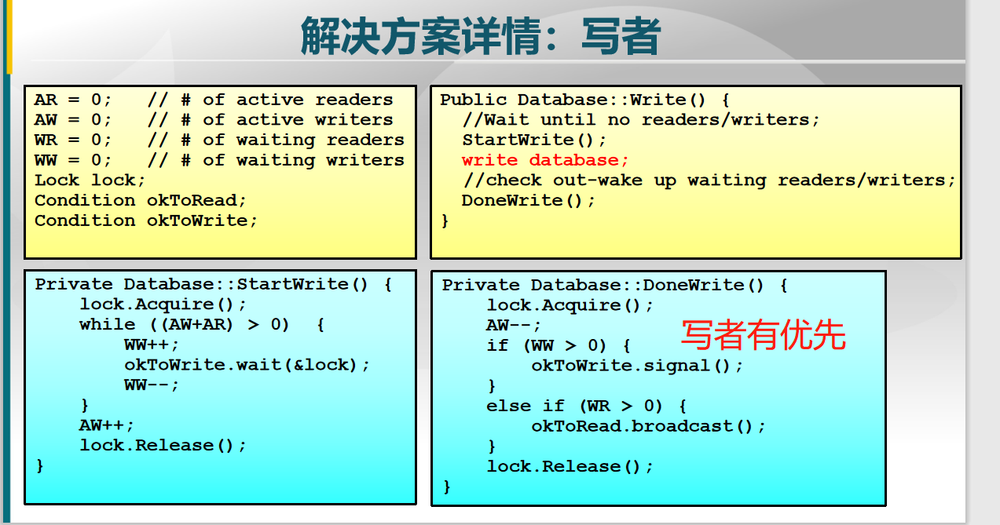 解决方案详情：写者
AR = 0;   // # of active readers
AW = 0;   // # of active writers
WR = 0;   // # of waiting readers
WW = 0;   // # of waiting writers
Lock lock;
Condition okToRead;
Condition okToWrite;
Public Database::Write() {
  //Wait until no readers/writers;
  StartWrite();
  write database;
  //check out-wake up waiting readers/writers;
  DoneWrite();
}
Private Database::StartWrite() {
    lock.Acquire();
    while ((AW+AR) > 0)  {
        WW++;
        okToWrite.wait(&lock);
        WW--;
    }
    AW++;
    lock.Release();
}
Private Database::DoneWrite() {
    lock.Acquire();
    AW--;
    if (WW > 0) {
        okToWrite.signal();
    }
    else if (WR > 0) {
        okToRead.broadcast();
    }
    lock.Release();
}
写者有优先